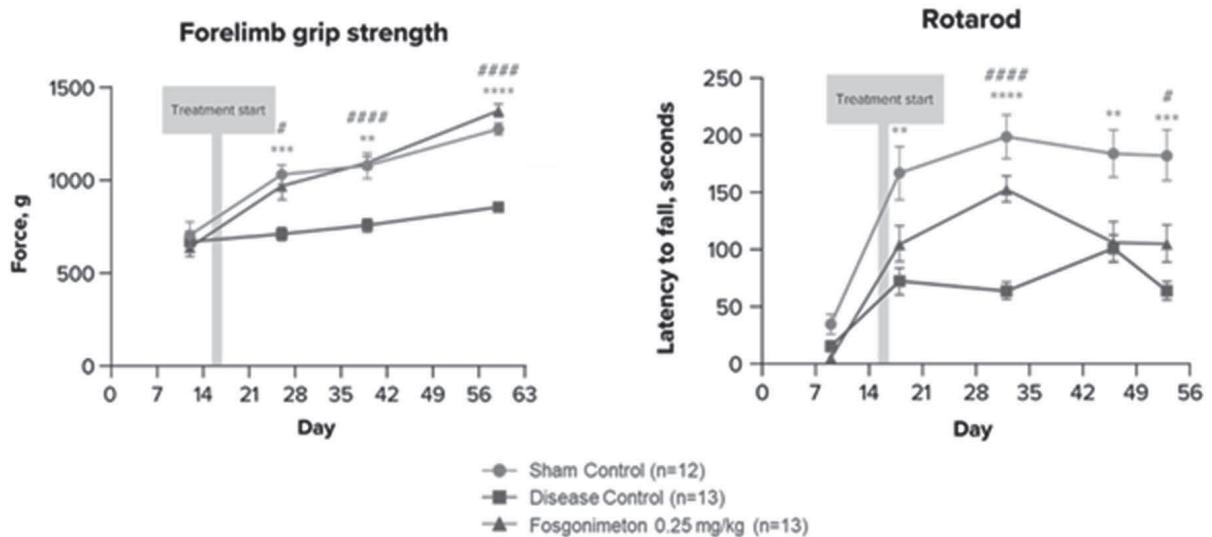 Forelimb grip strength
1500
1000
500
0
Force, g
Treatment start
#
***
####
**
####
****
0 7 14 21 28 35 42 49 56 63
Day
Rotarod
250
200
150
100
50
0
Latency to fall, seconds
Treatment start
**
####
****
**
#
***
0 7 14 21 28 35 42 49 56
Day
Sham Control (n=12)
Disease Control (n=13)
Fosgonimeton 0.25 mg/kg (n=13)